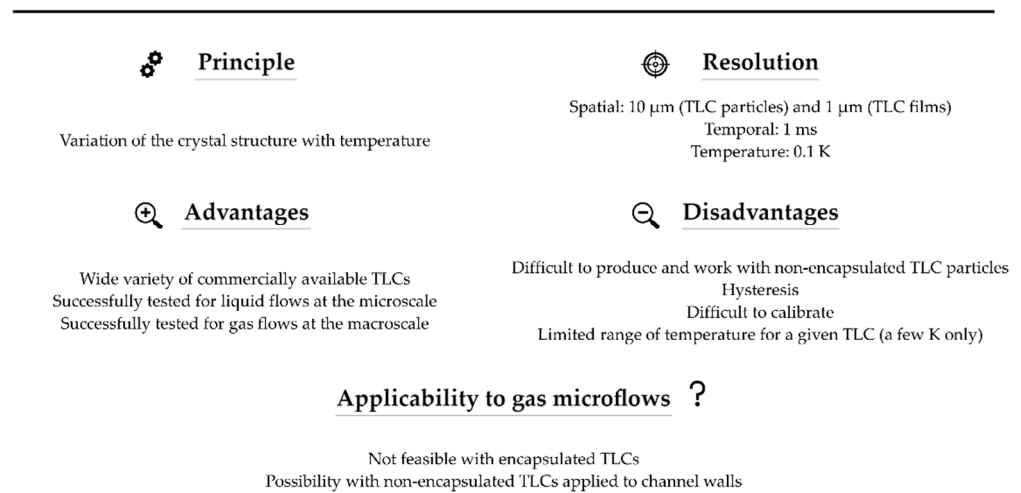 Principle
Variation of the crystal structure with temperature
Resolution
Spatial: 10 µm (TLC particles) and 1 µm (TLC films)
Temporal: 1 ms
Temperature: 0.1 K
Advantages
Wide variety of commercially available TLCs
Successfully tested for liquid flows at the microscale
Successfully tested for gas flows at the macroscale
Disadvantages
Difficult to produce and work with non-encapsulated TLC particles
Hysteresis
Difficult to calibrate
Limited range of temperature for a given TLC (a few K only)
Applicability to gas microflows ?
Not feasible with encapsulated TLCs
Possibility with non-encapsulated TLCs applied to channel walls